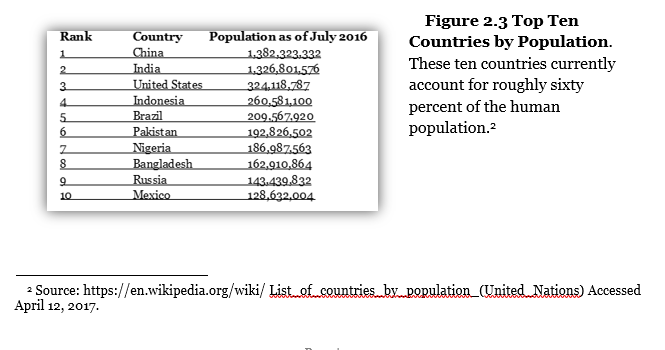 Rank Country Population as of July 2016
1 China 1,382,323,332
2 India 1,326,801,576
3 United States 324,118,787
4 Indonesia 260,581,100
5 Brazil 209,567,920
6 Pakistan 192,826,502
7 Nigeria 186,987,563
8 Bangladesh 162,910,864
9 Russia 143,439,832
10 Mexico 128,632,004
Figure 2.3 Top Ten
Countries by Population.
These ten countries currently
account for roughly sixty
percent of the human
population.²
² Source: https://en.wikipedia.org/wiki/ List_of_countries_by_population_(United_Nations) Accessed
April 12, 2017.